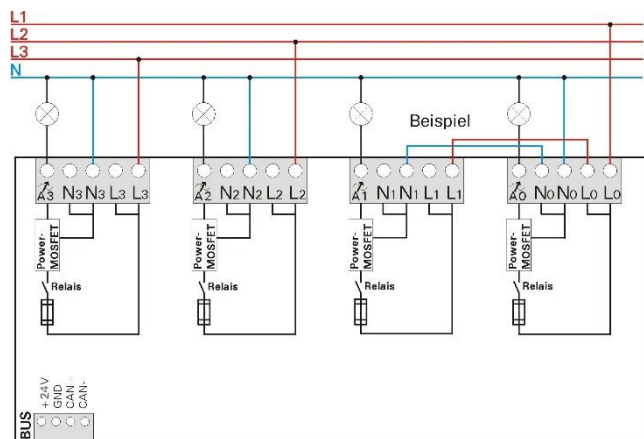 L1
L2
L3
N
Beispiel
A3 N3 N3 L3 L3
A2 N2 N2 L2 L2
A1 N1 N1 L1 L1
A0 N0 N0 L0 L0
Power-
MOSFET
Power-
MOSFET
Power-
MOSFET
Power-
MOSFET
Relais
Relais
Relais
Relais
BUS
+24V
GND
CAN
CAN-